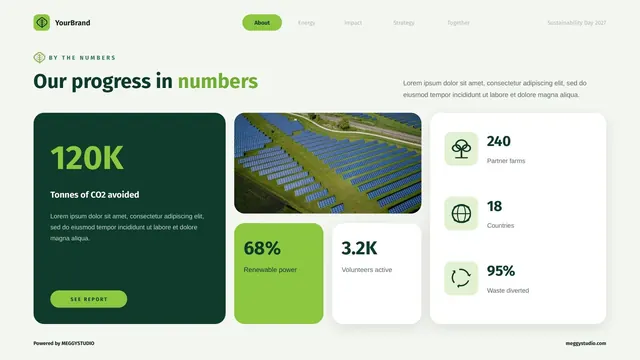 YourBrand
About
Energy
Impact
Strategy
Together
Sustainability Day 2027
BY THE NUMBERS
Our progress in numbers
Lorem ipsum dolor sit amet, consectetur adipiscing elit, sed do
eiusmod tempor incididunt ut labore et dolore magna aliqua.
120K
Tonnes of CO2 avoided
Lorem ipsum dolor sit amet, consectetur adipiscing elit,
sed do eiusmod tempor incididunt ut labore et dolore
magna aliqua.
SEE REPORT
68%
Renewable power
3.2K
Volunteers active
240
Partner farms
18
Countries
95%
Waste diverted
Powered by MEGGYSTUDIO
meggystudio.com